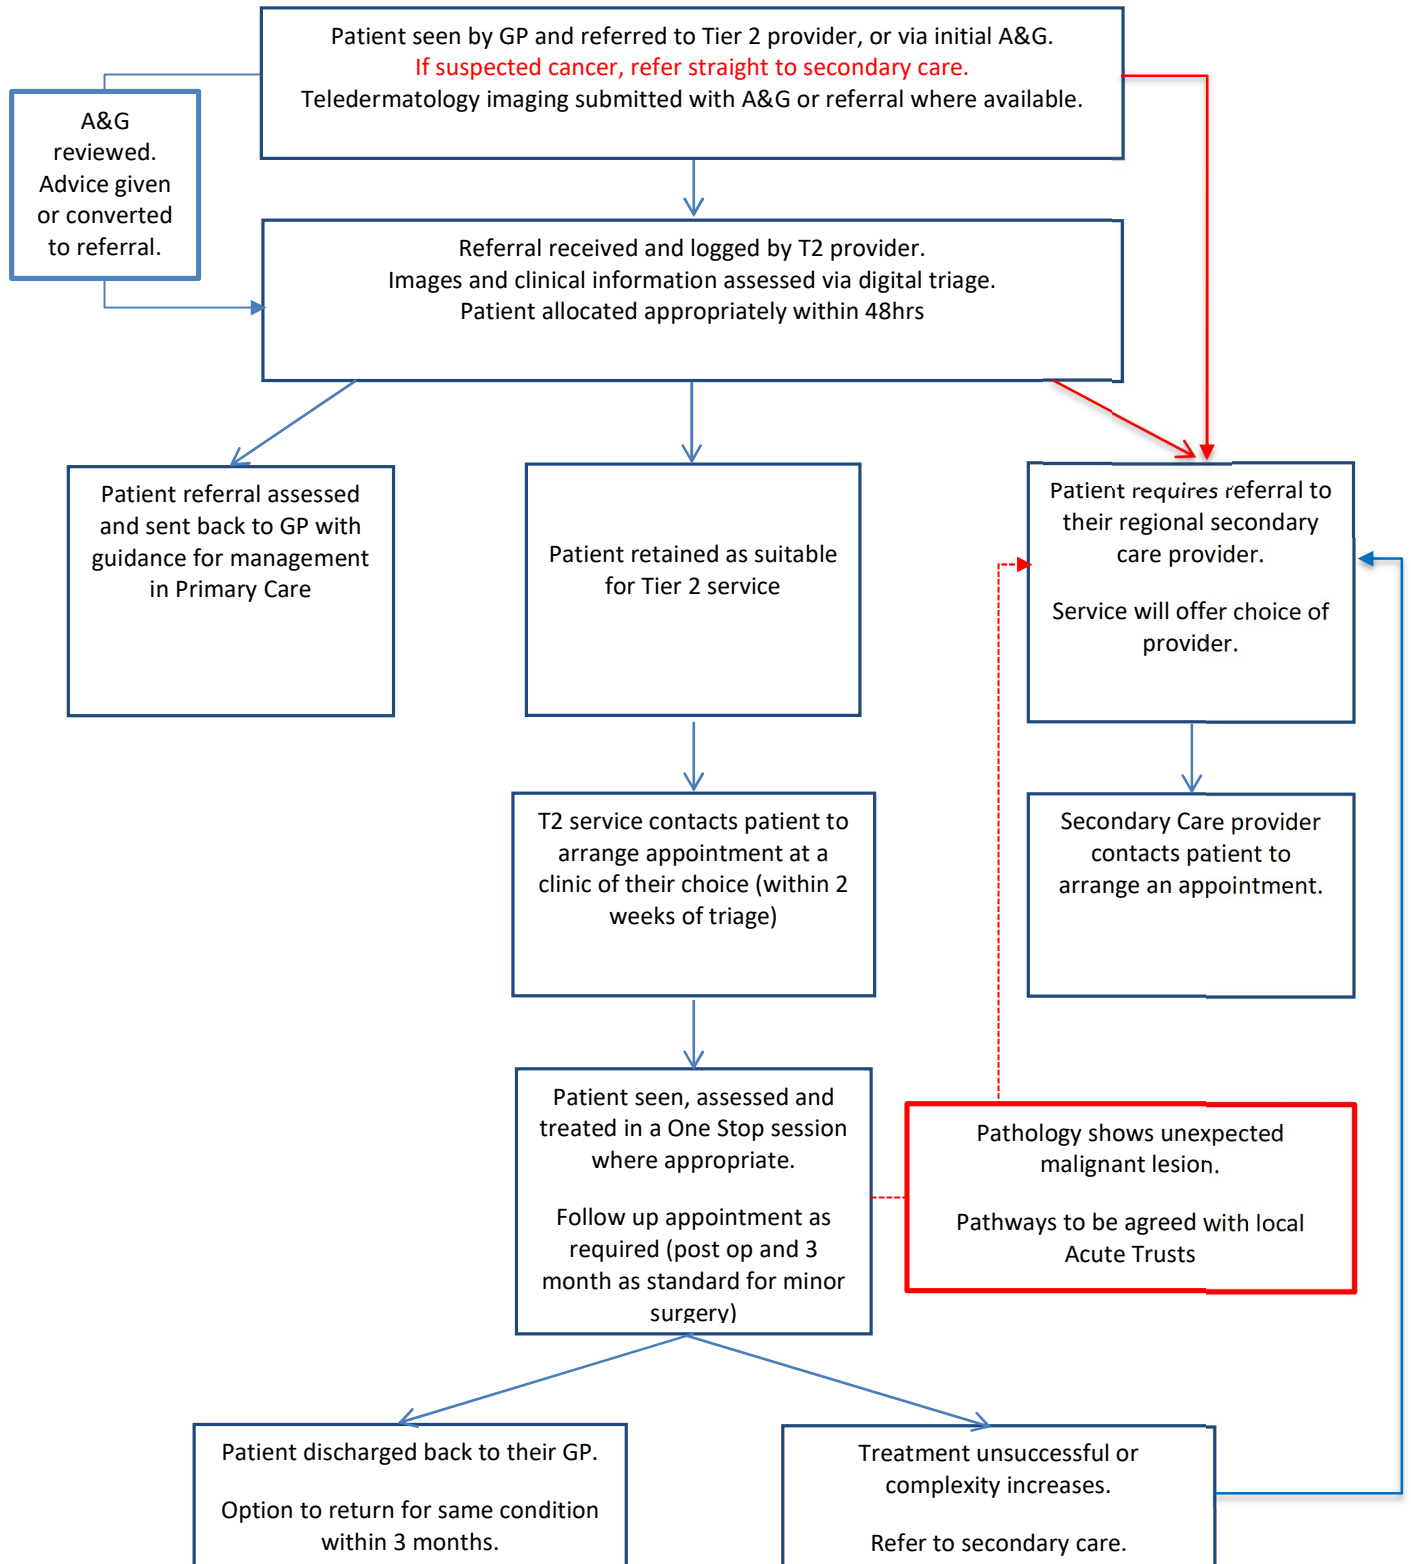 Patient seen by GP and referred to Tier 2 provider, or via initial A&G.
If suspected cancer, refer straight to secondary care.
Teledermatology imaging submitted with A&G or referral where available.
A&G
reviewed.
Advice given
or converted
to referral.
Referral received and logged by T2 provider.
Images and clinical information assessed via digital triage.
Patient allocated appropriately within 48hrs
Patient referral assessed
and sent back to GP with
guidance for management
in Primary Care
Patient retained as suitable
for Tier 2 service
Patient requires referral to
their regional secondary
care provider.
Service will offer choice of
provider.
T2 service contacts patient to
arrange appointment at a
clinic of their choice (within 2
weeks of triage)
Secondary Care provider
contacts patient to
arrange an appointment.
Patient seen, assessed and
treated in a One Stop session
where appropriate.
Follow up appointment as
required (post op and 3
month as standard for minor
surgery)
Pathology shows unexpected
malignant lesion.
Pathways to be agreed with local
Acute Trusts
Patient discharged back to their GP.
Option to return for same condition
within 3 months.
Treatment unsuccessful or
complexity increases.
Refer to secondary care.